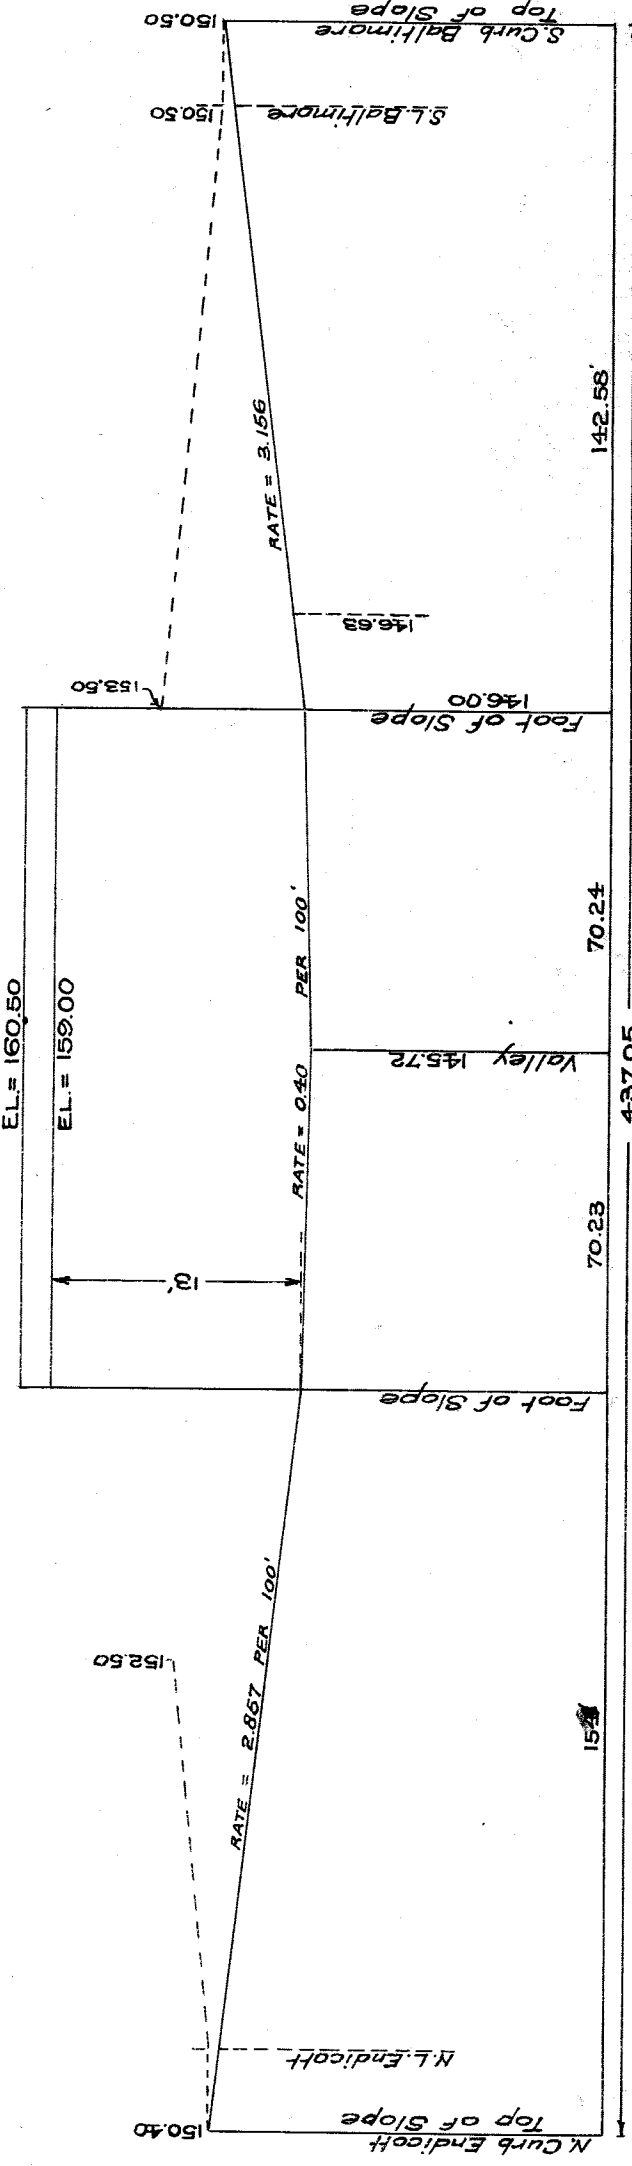 150.50
S. Curb Baltimore
Top of Slope
150.50
S.L. Baltimore
RATE = 3.156
142.58'
146.63
153.50
146.00
Foot of Slope
EL. = 160.50
EL. = 159.00
RATE = 0.40 PER 100'
70.24
Valley 145.72
437.05
70.23
13'
Foot of Slope
RATE = 2.857 PER 100'
152.50
N.L. Endicott
150.40
Top of Slope
N. Curb Endicott